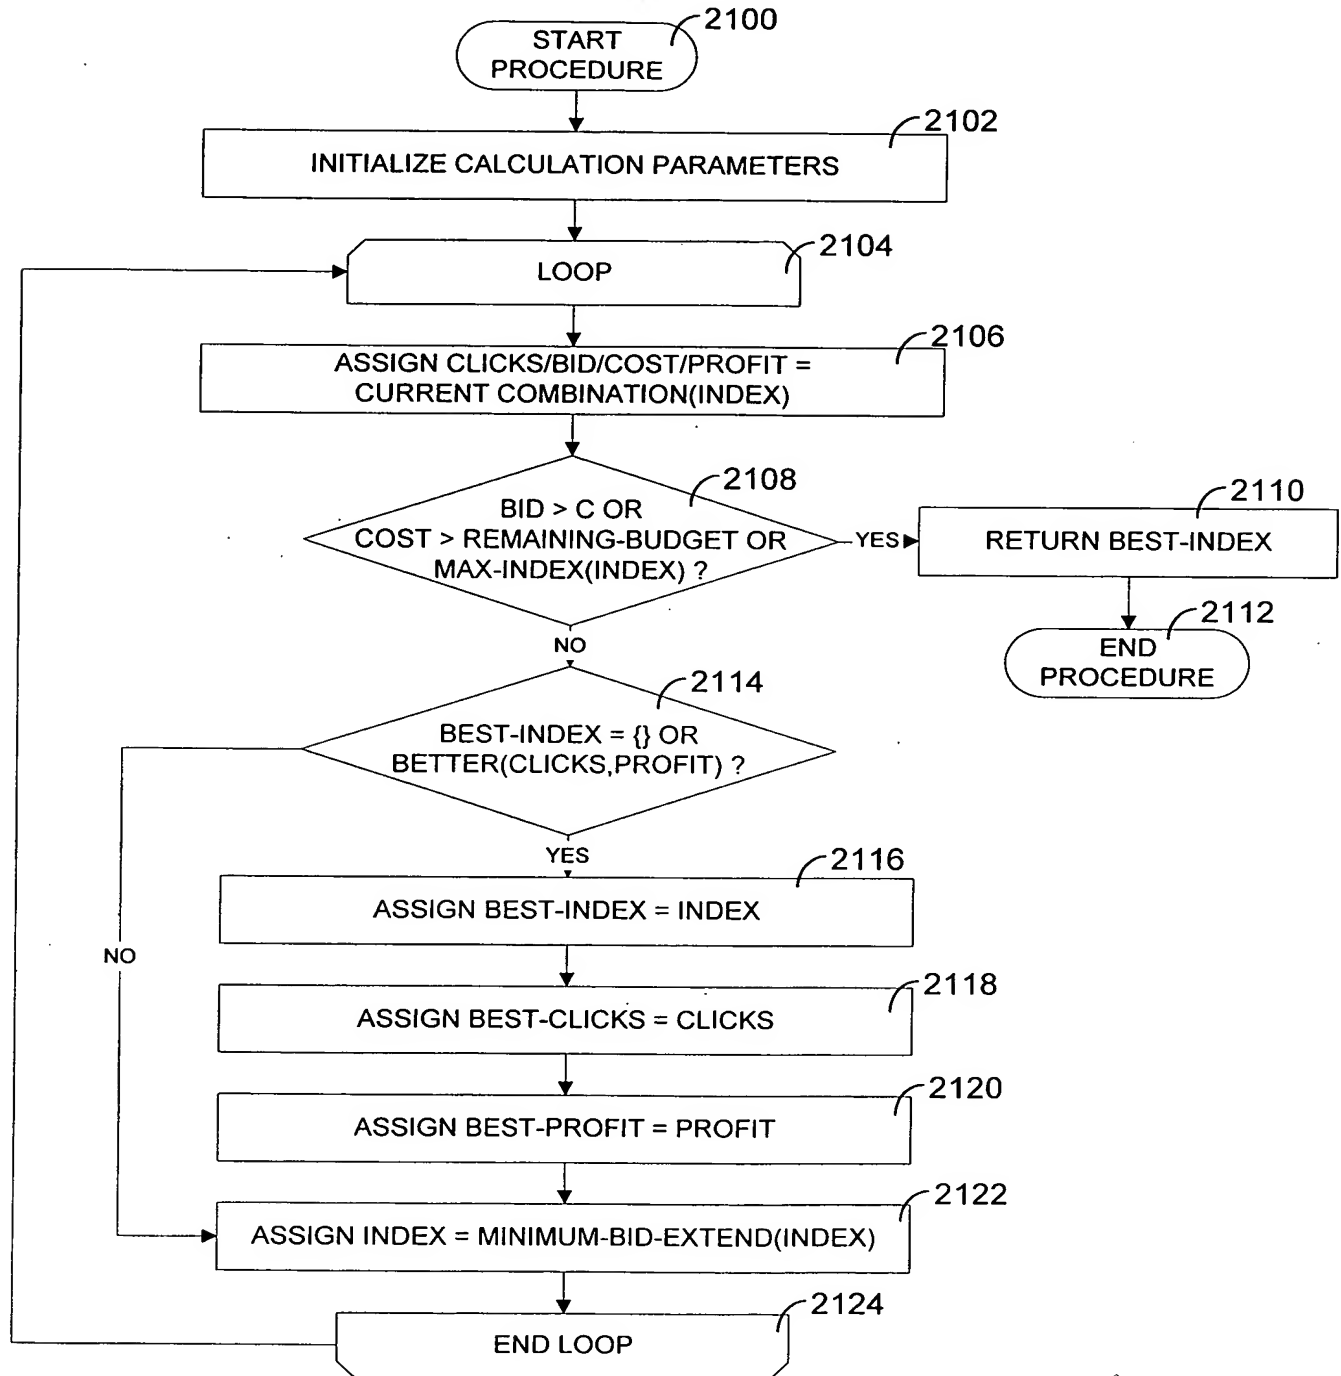 2100
START
PROCEDURE
2102
INITIALIZE CALCULATION PARAMETERS
2104
LOOP
2106
ASSIGN CLICKS/BID/COST/PROFIT =
CURRENT COMBINATION(INDEX)
2108
BID > C OR
COST > REMAINING-BUDGET OR
MAX-INDEX(INDEX) ?
YES
2110
RETURN BEST-INDEX
2112
END
PROCEDURE
NO
2114
BEST-INDEX = {} OR
BETTER(CLICKS,PROFIT) ?
YES
2116
ASSIGN BEST-INDEX = INDEX
NO
2118
ASSIGN BEST-CLICKS = CLICKS
2120
ASSIGN BEST-PROFIT = PROFIT
2122
ASSIGN INDEX = MINIMUM-BID-EXTEND(INDEX)
2124
END LOOP